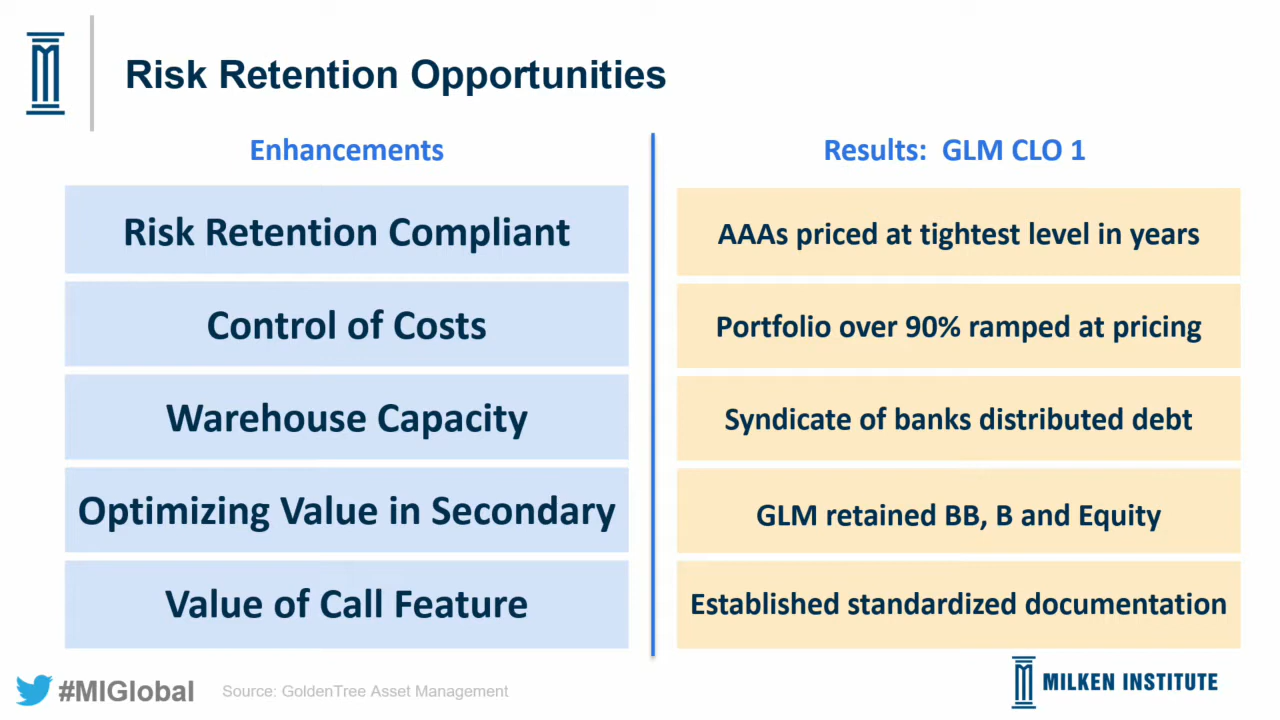 Risk Retention Opportunities
Enhancements
Risk Retention Compliant
Control of Costs
Warehouse Capacity
Optimizing Value in Secondary
Value of Call Feature
Results: GLM CLO 1
AAAs priced at tightest level in years
Portfolio over 90% ramped at pricing
Syndicate of banks distributed debt
GLM retained BB, B and Equity
Established standardized documentation
#MIGlobal
Source: GoldenTree Asset Management
MILKEN INSTITUTE